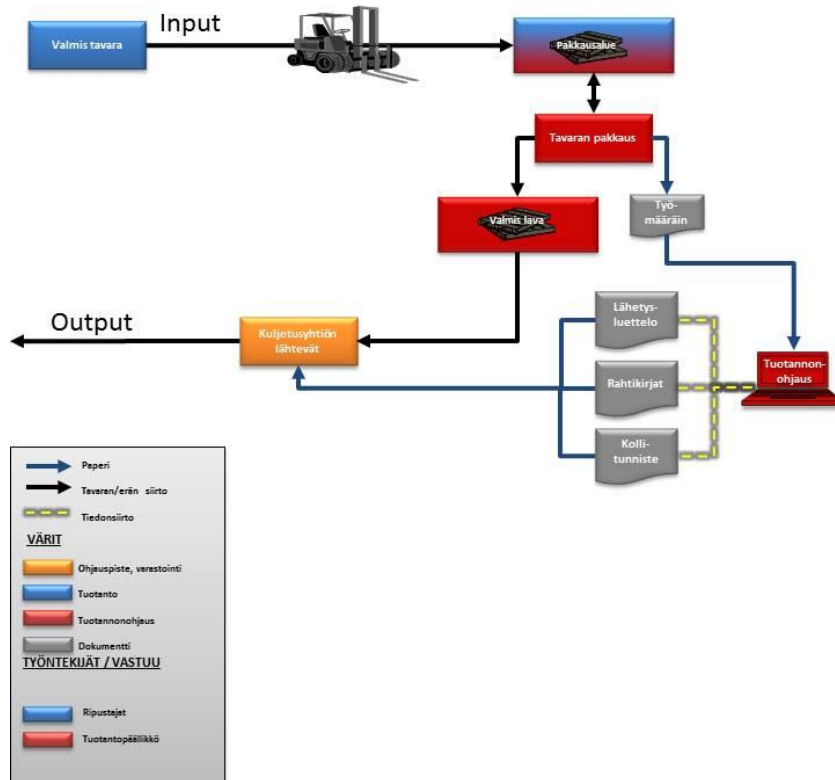 Input
Valmis tavara
Pakkausalue
Tavaran pakkaus
Työ-
määräin
Valmis lava
Output
Kuljetusyhtiön
lähtevät
Lähetys-
luettelo
Rahtikirjat
Kolli-
tunniste
Tuotannon-
ohjaus
Paperi
Tavaran/erän siirto
Tiedonsiirto
VÄRIT
Ohjauspiste, varastointi
Tuotanto
Tuotannonohjaus
Dokumentti
TYÖNTEKIJÄT / VASTUU
Ripustajat
Tuotantopäällikkö